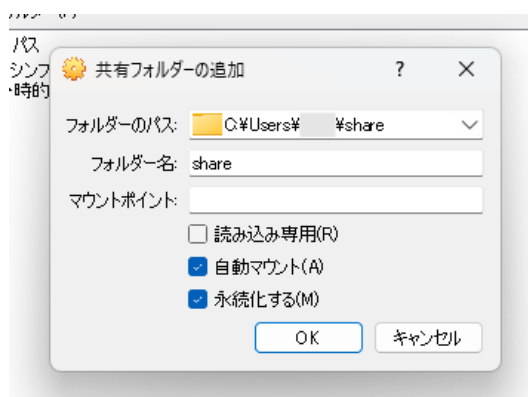 パス
シンフ
時的
共有フォルダーの追加 ?
フォルダーのパス: C:¥Users¥ ¥share
フォルダー名: share
マウントポイント:
読み込み専用(R)
自動マウント(A)
永続化する(M)
OK キャンセル